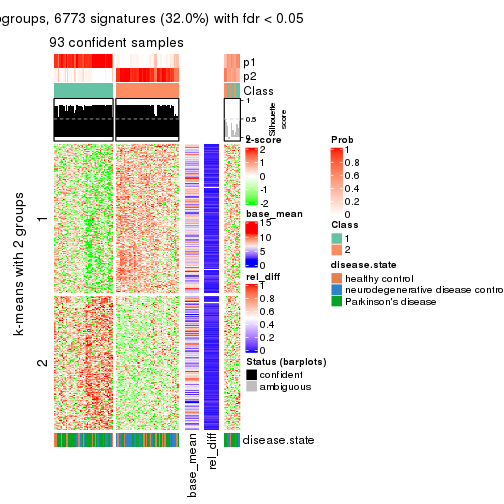 ogroups, 6773 signatures (32.0%) with fdr < 0.05
93 confident samples
p1
p2
Class
1
0.5
0
Silhouette
score
k-means with 2 groups
1
2
z-score
2
1
0
-1
-2
base_mean
15
10
5
0
rel_diff
1
0.8
0.6
0.4
0.2
0
Status (barplots)
confident
ambiguous
Prob
1
0.8
0.6
0.4
0.2
0
Class
1
2
disease.state
healthy control
neurodegenerative disease contro
Parkinson's disease
disease.state
base_mean
rel_diff